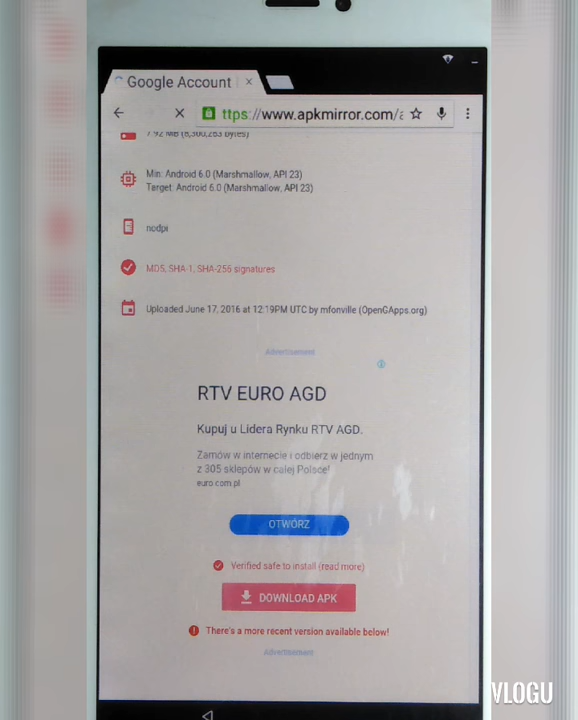 Google Account
ttps://www.apkmirror.com/a
7.92 MB (8,300,253 bytes)
Min: Android 6.0 (Marshmallow, API 23)
Target: Android 6.0 (Marshmallow, API 23)
nodpi
MD5, SHA-1, SHA-256 signatures
Uploaded June 17, 2016 at 12:19PM UTC by mfonville (OpenGApps.org)
Advertisement
RTV EURO AGD
Kupuj u Lidera Rynku RTV AGD.
Zamów w internecie i odbierz w jednym
z 305 sklepów w całej Polsce!
euro.com.pl
OTWÓRZ
Verified safe to install (read more)
DOWNLOAD APK
There's a more recent version available below!
Advertisement
VLOGU